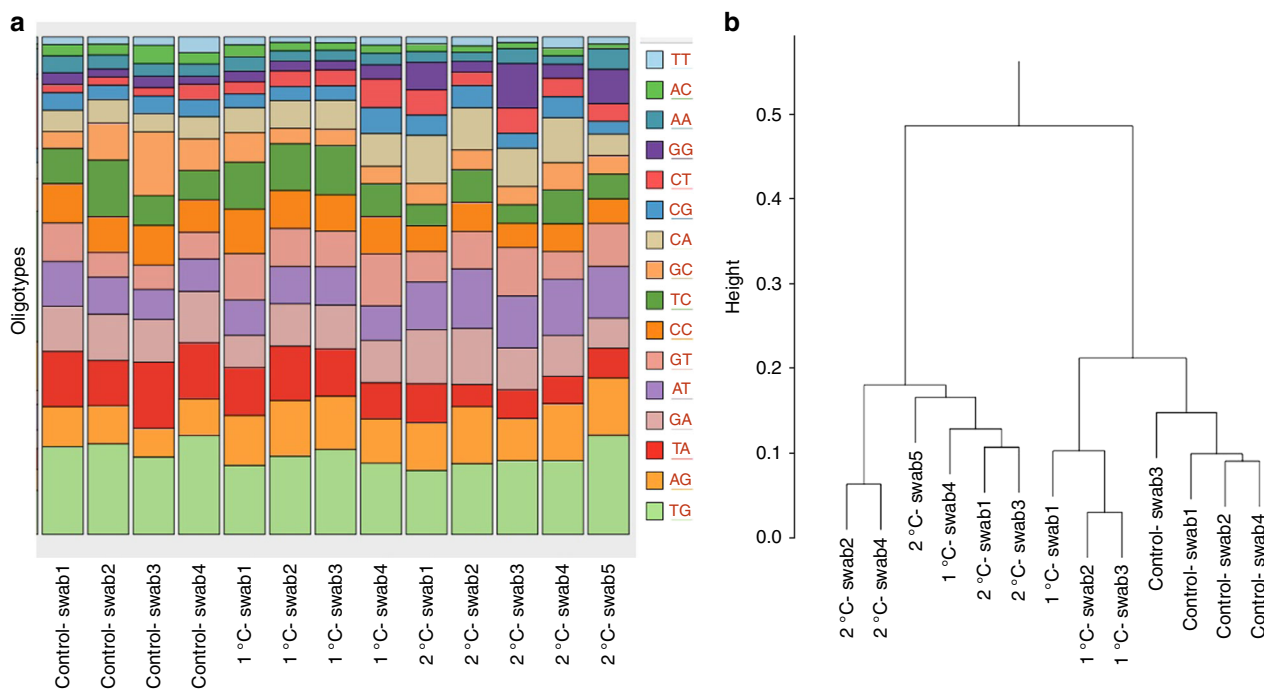 a
Oligotypes
TT
AC
AA
GG
CT
CG
CA
GC
TC
CC
GT
AT
GA
TA
AG
TG
Control- swab1
Control- swab2
Control- swab3
Control- swab4
1 °C- swab1
1 °C- swab2
1 °C- swab3
1 °C- swab4
2 °C- swab1
2 °C- swab2
2 °C- swab3
2 °C- swab4
2 °C- swab5
b
Height
0.5
0.4
0.3
0.2
0.1
0.0
2 °C- swab2
2 °C- swab4
2 °C- swab5
1 °C- swab4
2 °C- swab1
2 °C- swab3
1 °C- swab1
1 °C- swab2
1 °C- swab3
Control- swab3
Control- swab1
Control- swab2
Control- swab4